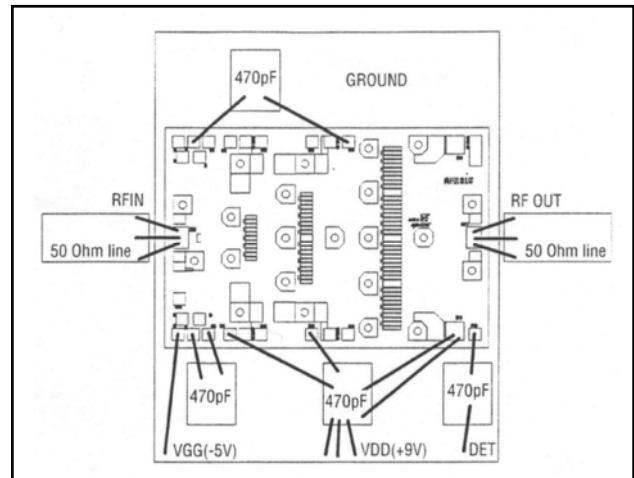 470pF
GROUND
RFIN
RF OUT
50 Ohm line
50 Ohm line
470pF
470pF
470pF
VGG(-5V)
VDD(+9V)
DET